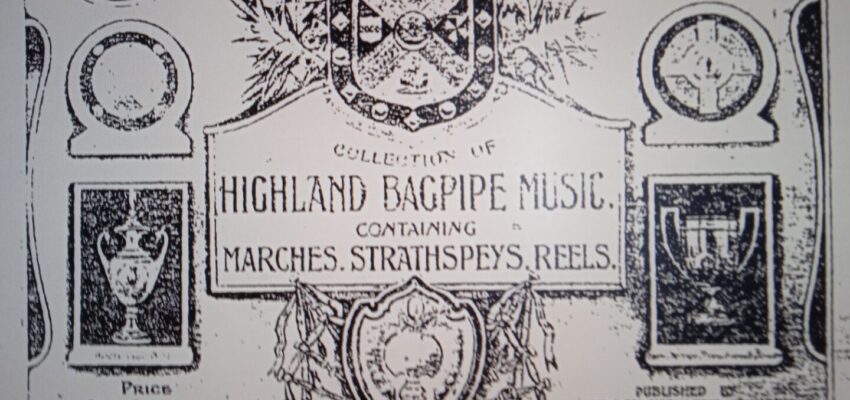 COLLECTION OF
HIGHLAND BAGPIPE MUSIC.
CONTAINING
MARCHES. STRATHSPEYS, REELS.
PRICE
PUBLISHED BY